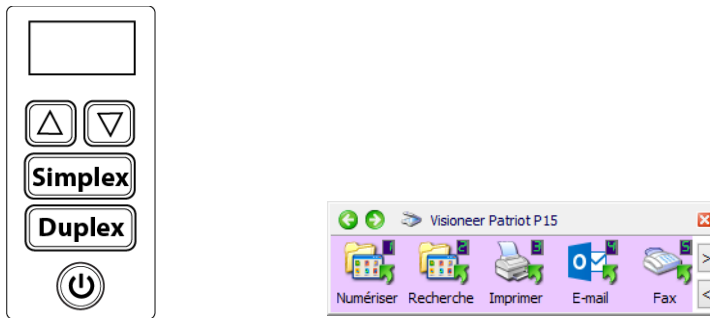 Simplex
Duplex
Visioneer Patriot P15
1 2 3 4 5
Numériser Recherche Imprimer E-mail Fax